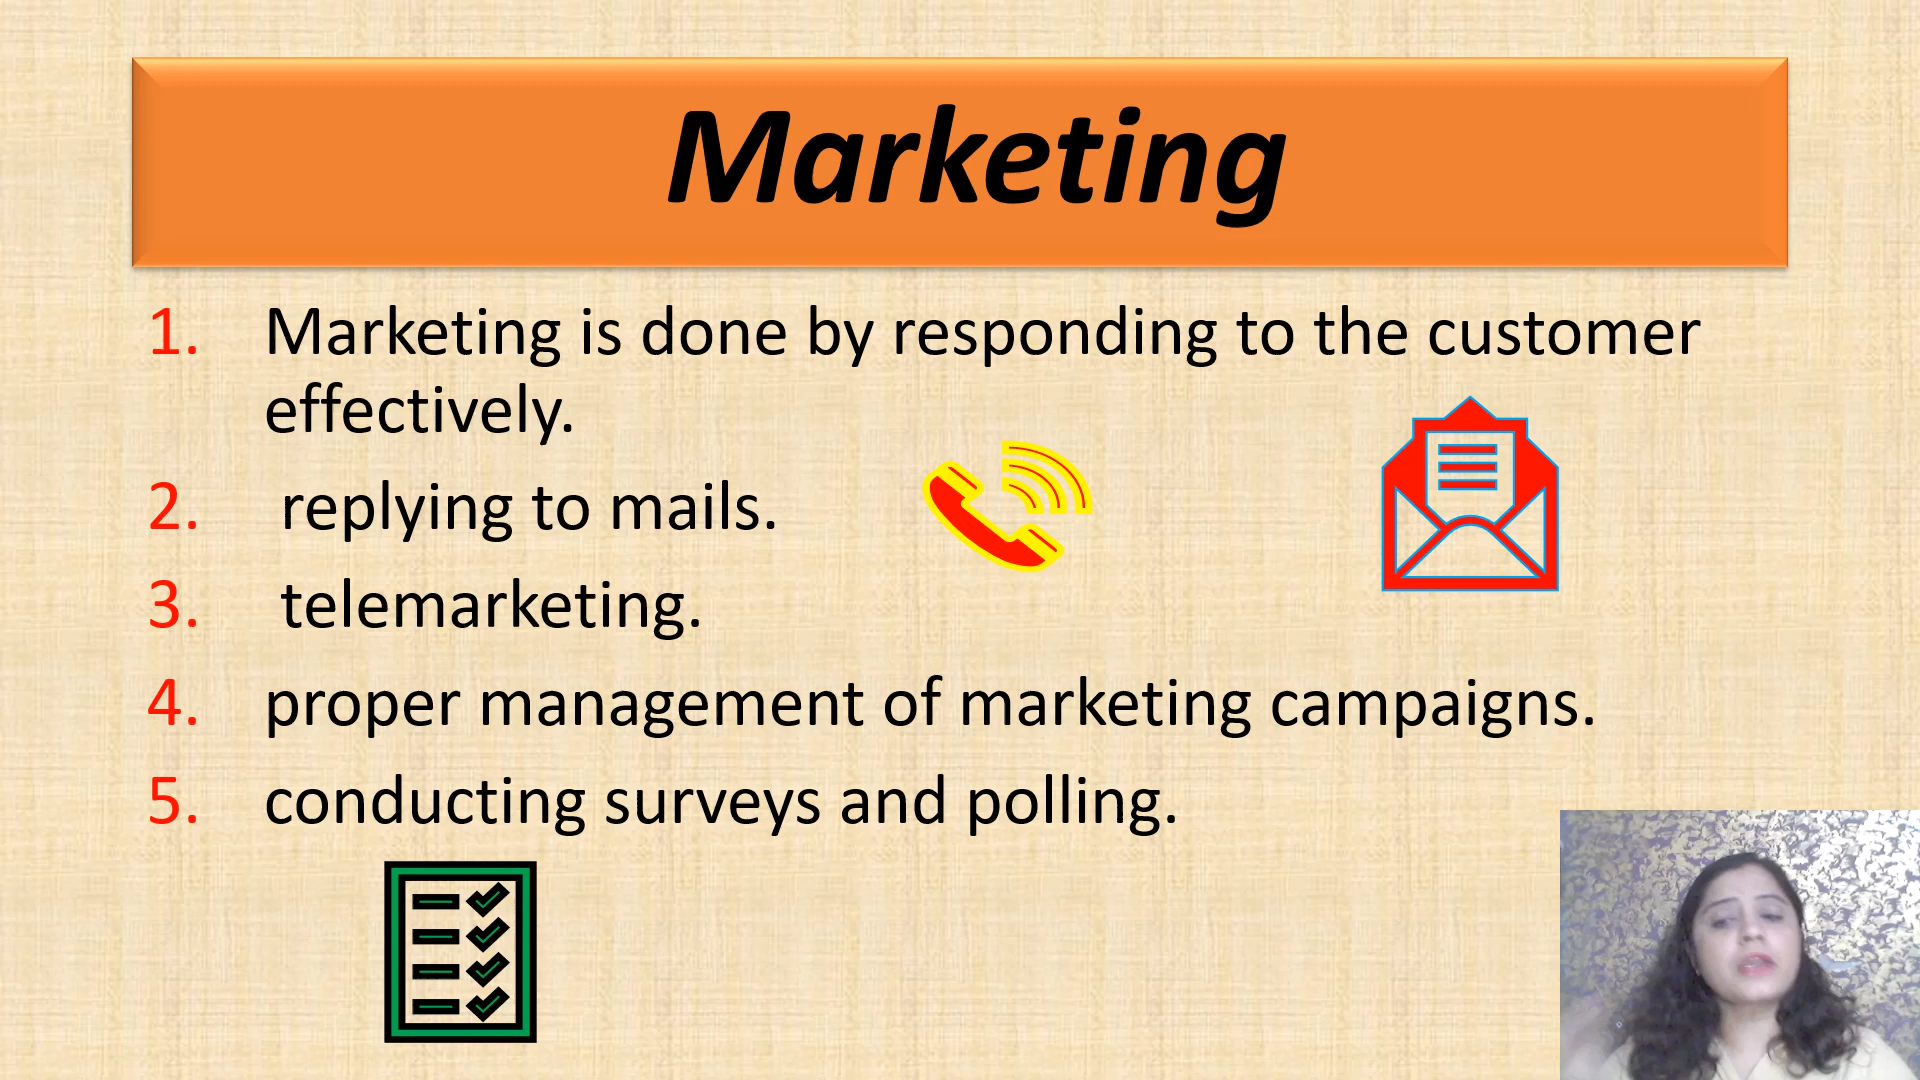 Marketing
1. Marketing is done by responding to the customer
effectively.
2. replying to mails.
3. telemarketing.
4. proper management of marketing campaigns.
5. conducting surveys and polling.